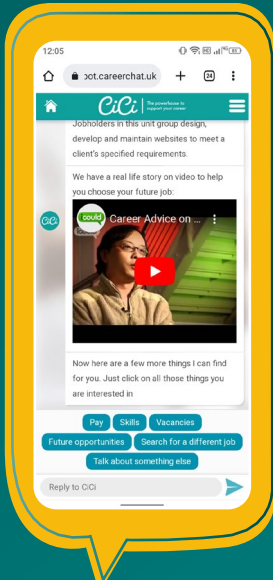 12:05
24
oot.careerchat.uk
CiCi
The powerhouse to
support your career
Jobholders in this unit group design,
develop and maintain websites to meet a
client's specified requirements.
We have a real life story on video to help
you choose your future job:
CiCi
could
Career Advice on ...
Now here are a few more things I can find
for you. Just click on all those things you
are interested in
Pay
Skills
Vacancies
Future opportunities
Search for a different job
Talk about something else
Reply to CiCi